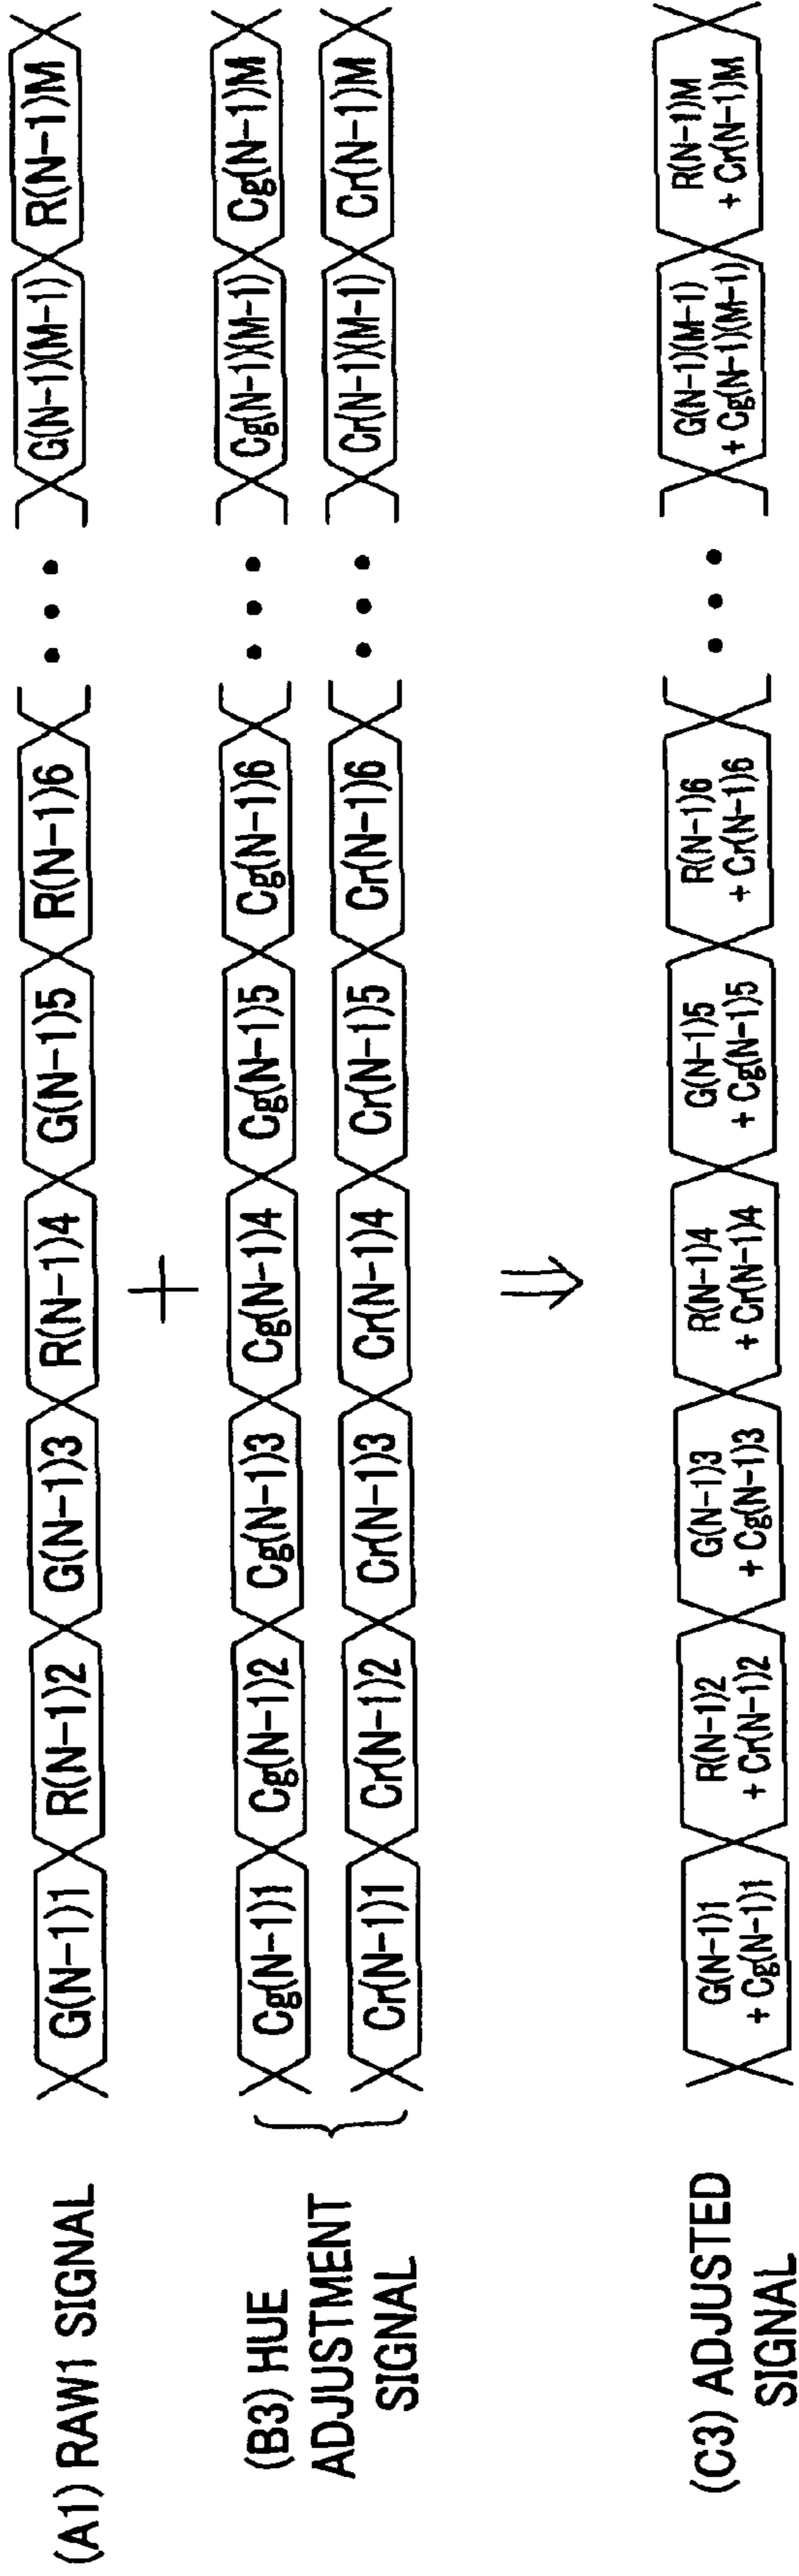 (A1) RAW1 SIGNAL
G(N-1)1 R(N-1)2 G(N-1)3 R(N-1)4 G(N-1)5 R(N-1)6 • • • G(N-1)(M-1) R(N-1)M
+
(B3) HUE
ADJUSTMENT
SIGNAL
Cg(N-1)1 Cg(N-1)2 Cg(N-1)3 Cg(N-1)4 Cg(N-1)5 Cg(N-1)6 • • • Cg(N-1)(M-1) Cg(N-1)M
Cr(N-1)1 Cr(N-1)2 Cr(N-1)3 Cr(N-1)4 Cr(N-1)5 Cr(N-1)6 • • • Cr(N-1)(M-1) Cr(N-1)M
⇒
(C3) ADJUSTED
SIGNAL
G(N-1)1 R(N-1)2 G(N-1)3 R(N-1)4 G(N-1)5 R(N-1)6 • • • G(N-1)(M-1) R(N-1)M
+ Cg(N-1)1 + Cr(N-1)2 + Cg(N-1)3 + Cr(N-1)4 + Cg(N-1)5 + Cr(N-1)6 + Cg(N-1)(M-1) + Cr(N-1)M